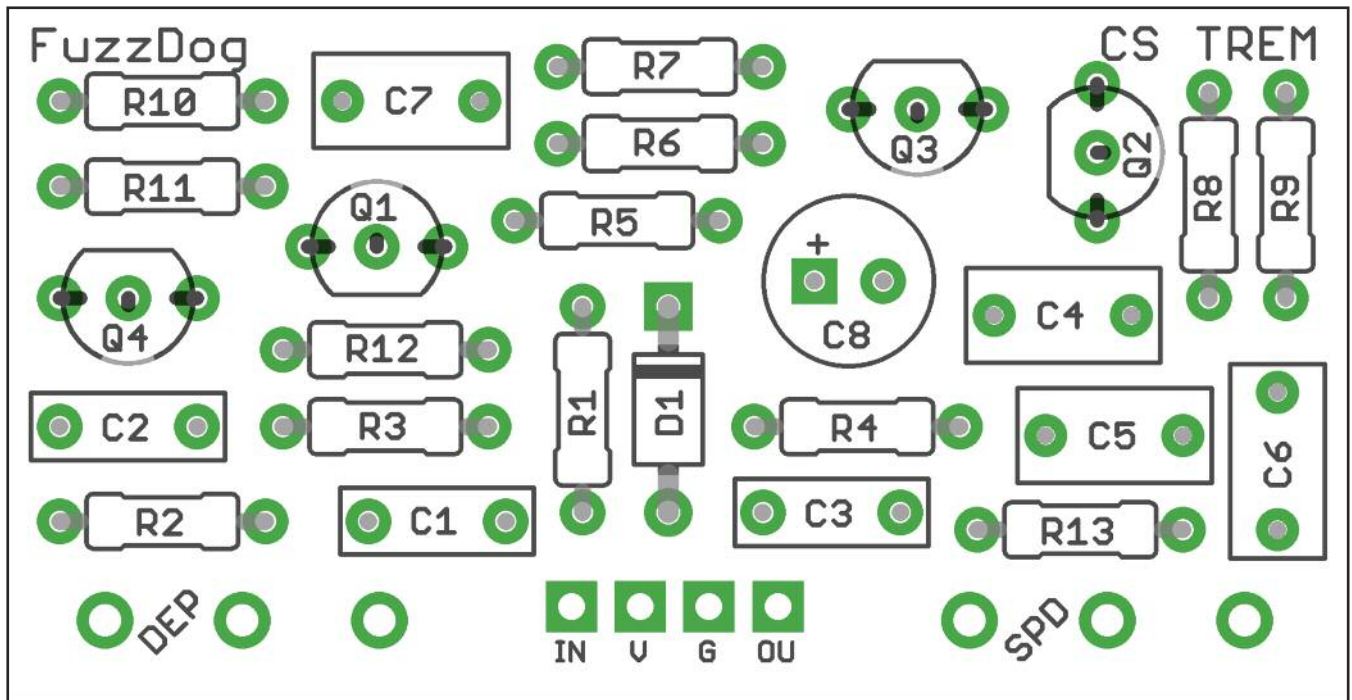 FuzzDog
CS TREM
R10
C7
R7
R11
R6
Q3
Q2
R8
R9
Q1
R5
Q4
+
C8
C4
R12
R1
D1
C2
R3
R4
C5
C6
R2
C1
C3
R13
DEP
IN V G OU
SPD